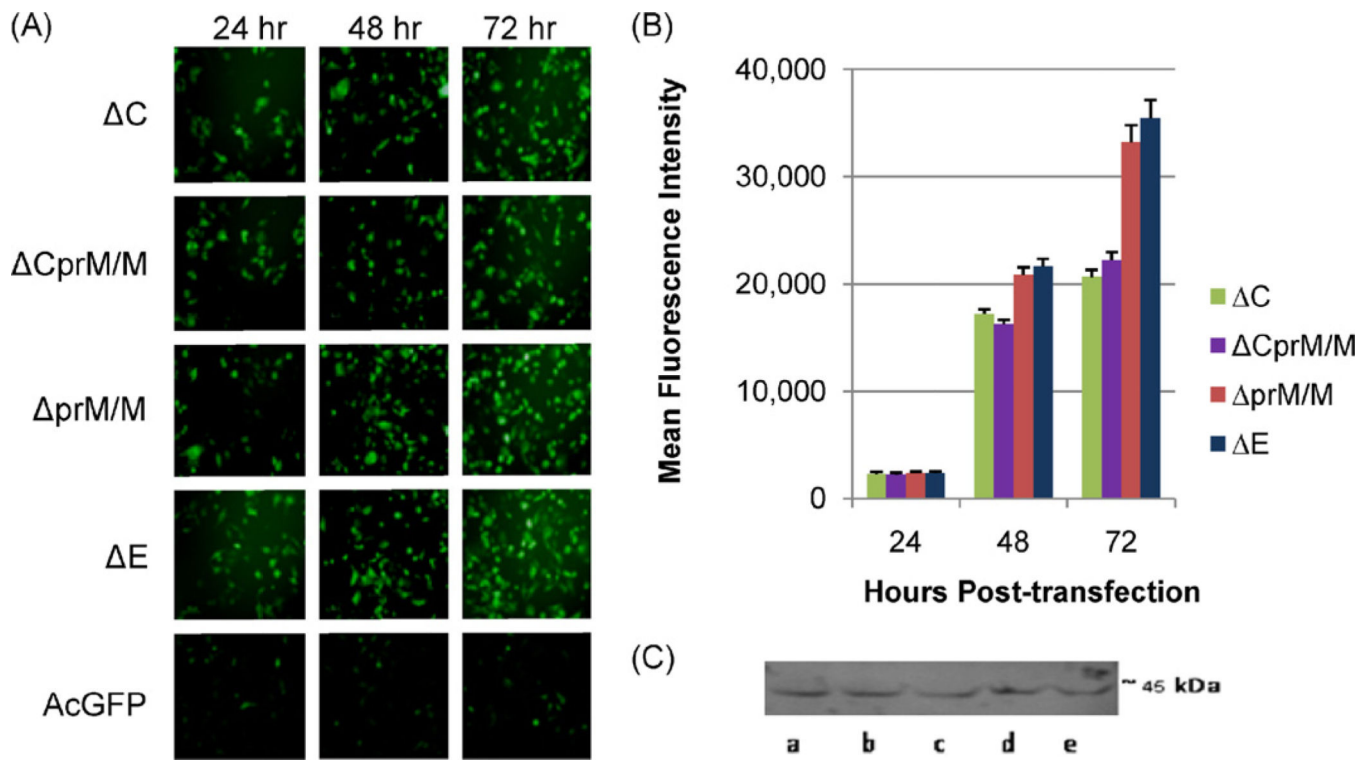 (A)
24 hr 48 hr 72 hr
ΔC
ΔCprM/M
ΔprM/M
ΔE
AcGFP
(B)
Mean Fluorescence Intensity
40,000
30,000
20,000
10,000
0
24 48 72
Hours Post-transfection
ΔC
ΔCprM/M
ΔprM/M
ΔE
(C)
~ 45 kDa
a b c d e